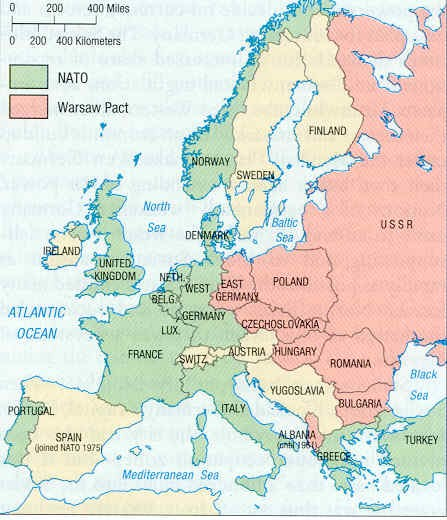 0 200 400 Miles
0 200 400 Kilometers
NATO
Warsaw Pact
FINLAND
NORWAY
SWEDEN
North
Sea
Baltic
Sea
U S S R
DENMARK
IRELAND
UNITED
KINGDOM
NETH.
WEST
GERMANY
EAST
GERMANY
POLAND
BELG.
LUX.
CZECHOSLOVAKIA
ATLANTIC
OCEAN
FRANCE
SWITZ.
AUSTRIA
HUNGARY
ROMANIA
YUGOSLAVIA
Black
Sea
BULGARIA
ITALY
PORTUGAL
SPAIN
(joined NATO 1975)
ALBANIA
GREECE
TURKEY
Mediterranean Sea